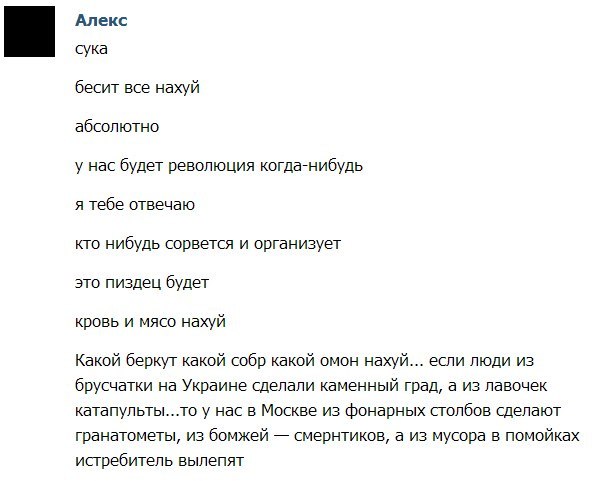 Алекс
сука
бесит все нахуй
абсолютно
у нас будет революция когда-нибудь
я тебе отвечаю
кто нибудь сорвется и организует
это пиздец будет
кровь и мясо нахуй
Какой беркут какой собр какой омон нахуй... если люди из
брусчатки на Украине сделали каменный град, а из лавочек
катапульты...то у нас в Москве из фонарных столбов сделают
гранатометы, из бомжей — смернтиков, а из мусора в помойках
истребитель вылепят